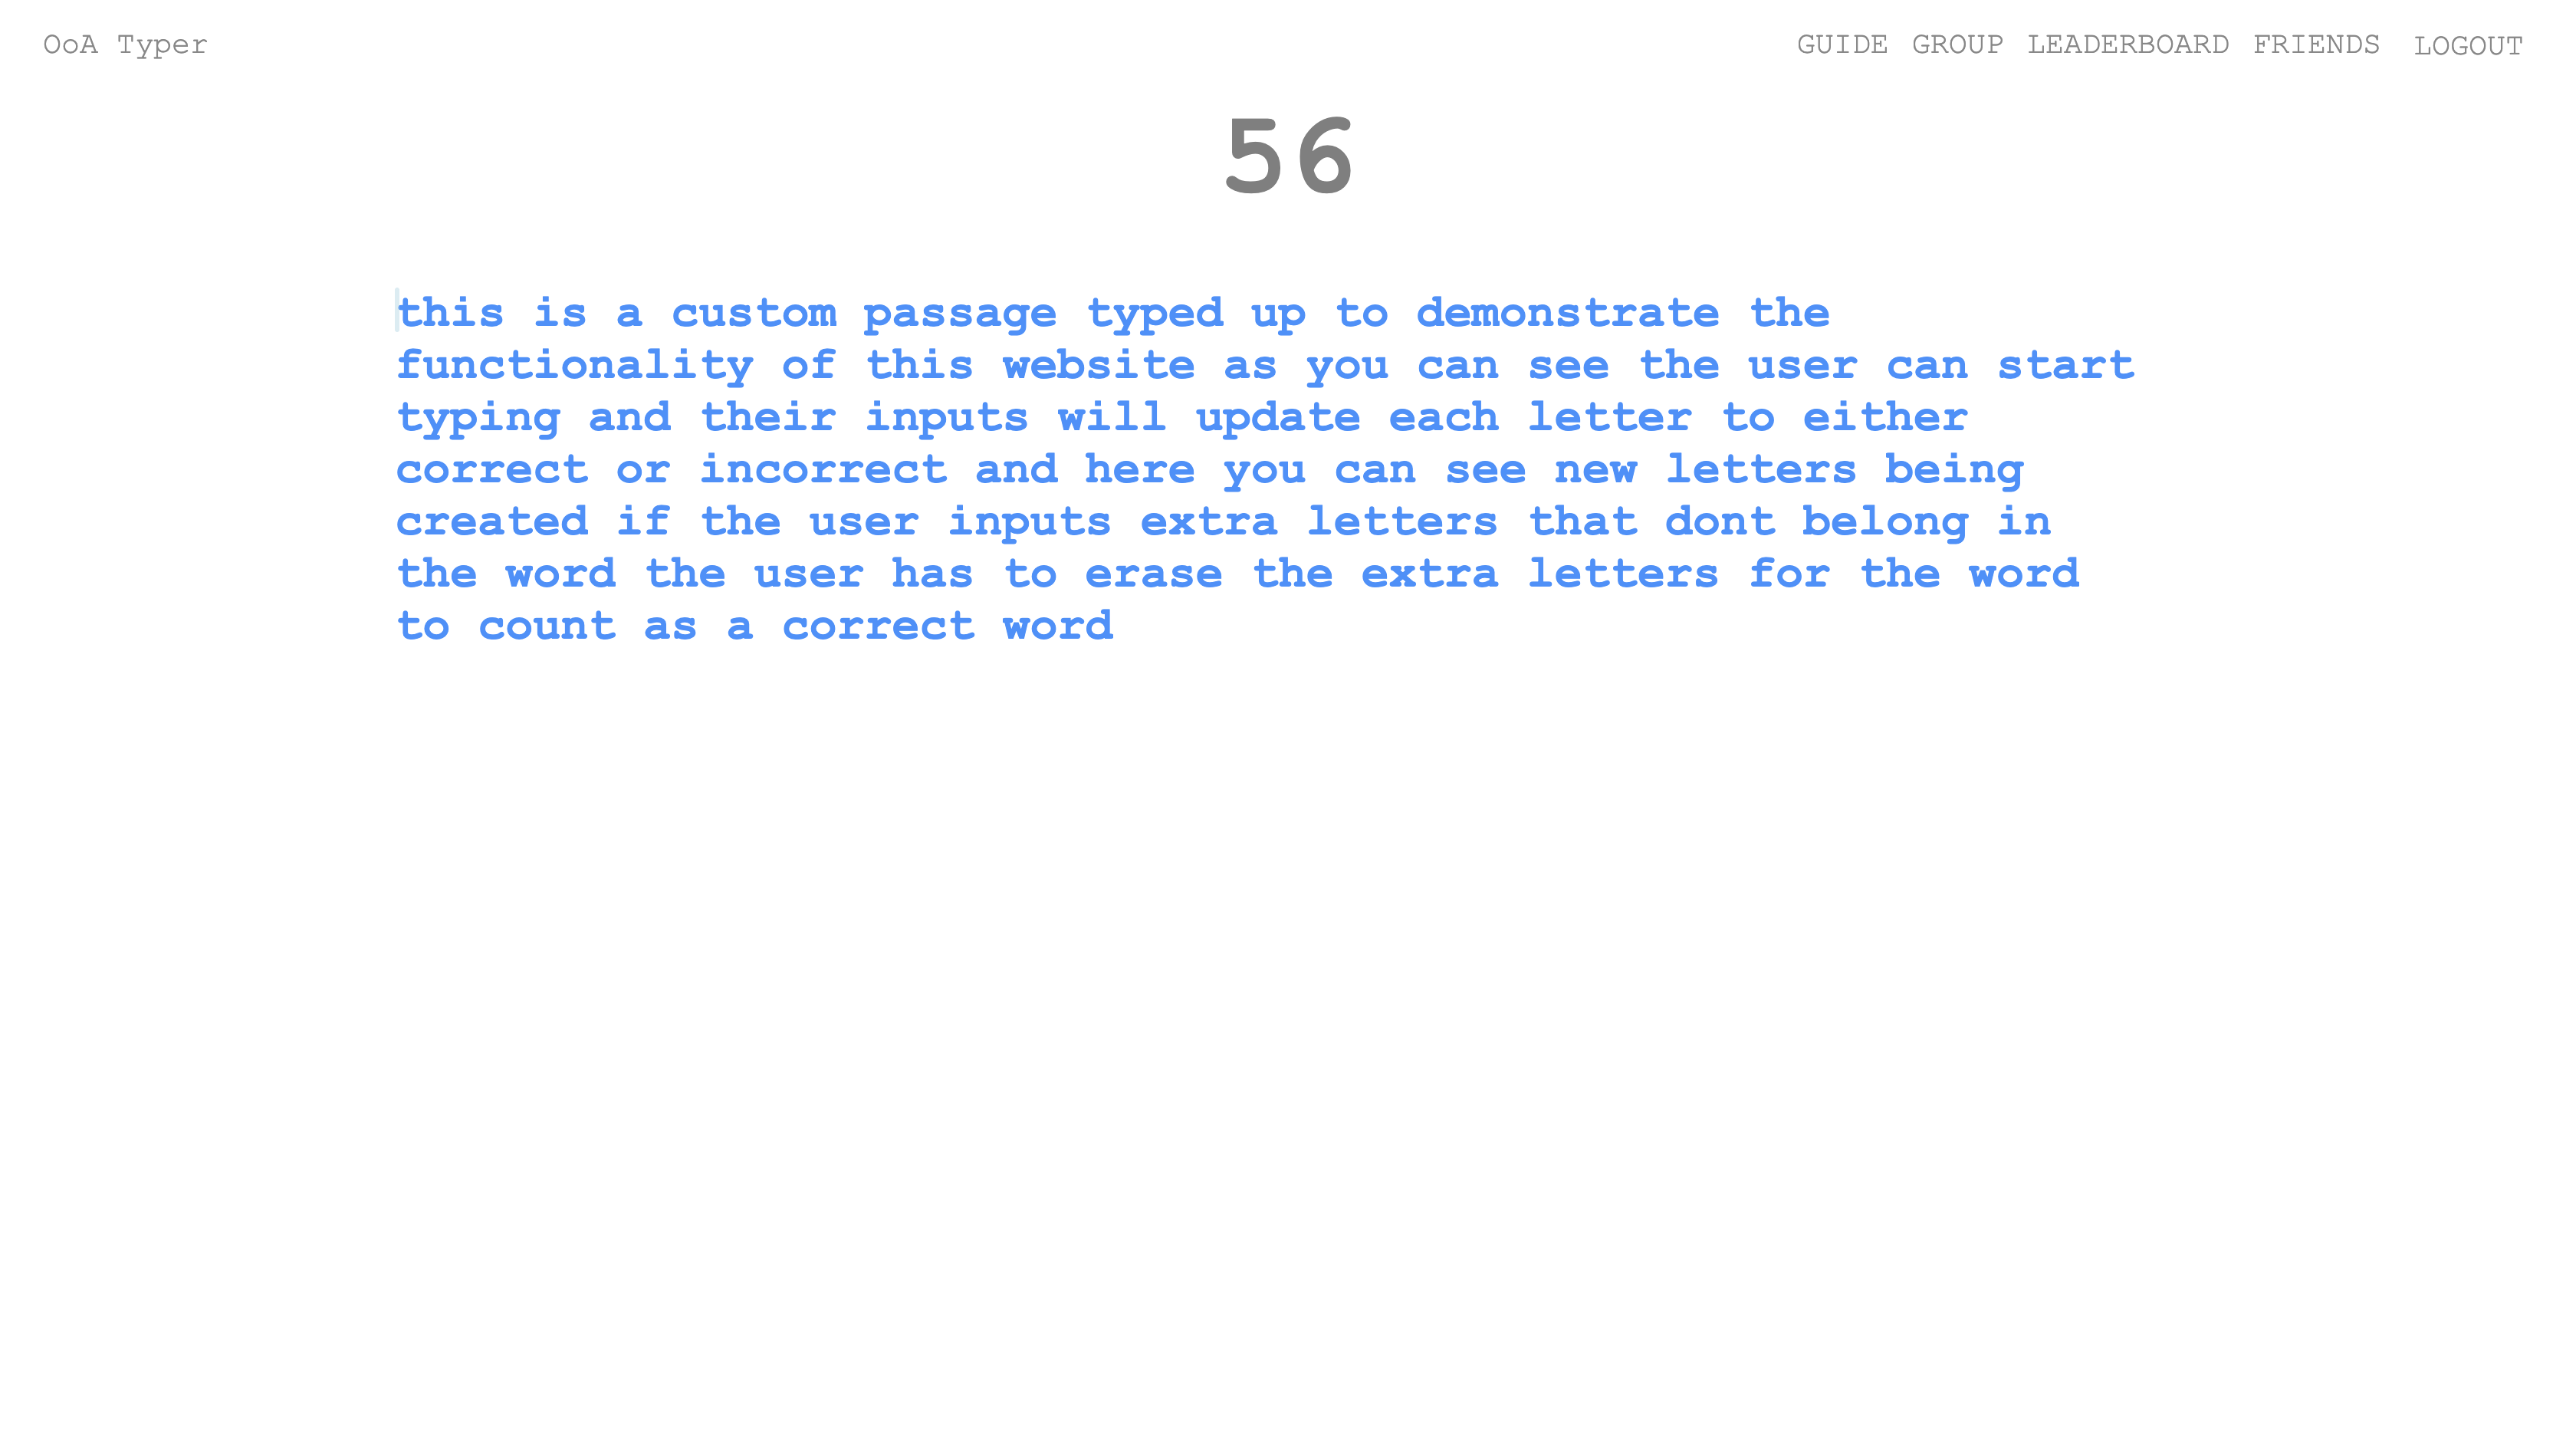 OoA Typer
GUIDE GROUP LEADERBOARD FRIENDS LOGOUT
56
this is a custom passage typed up to demonstrate the
functionality of this website as you can see the user can start
typing and their inputs will update each letter to either
correct or incorrect and here you can see new letters being
created if the user inputs extra letters that dont belong in
the word the user has to erase the extra letters for the word
to count as a correct word